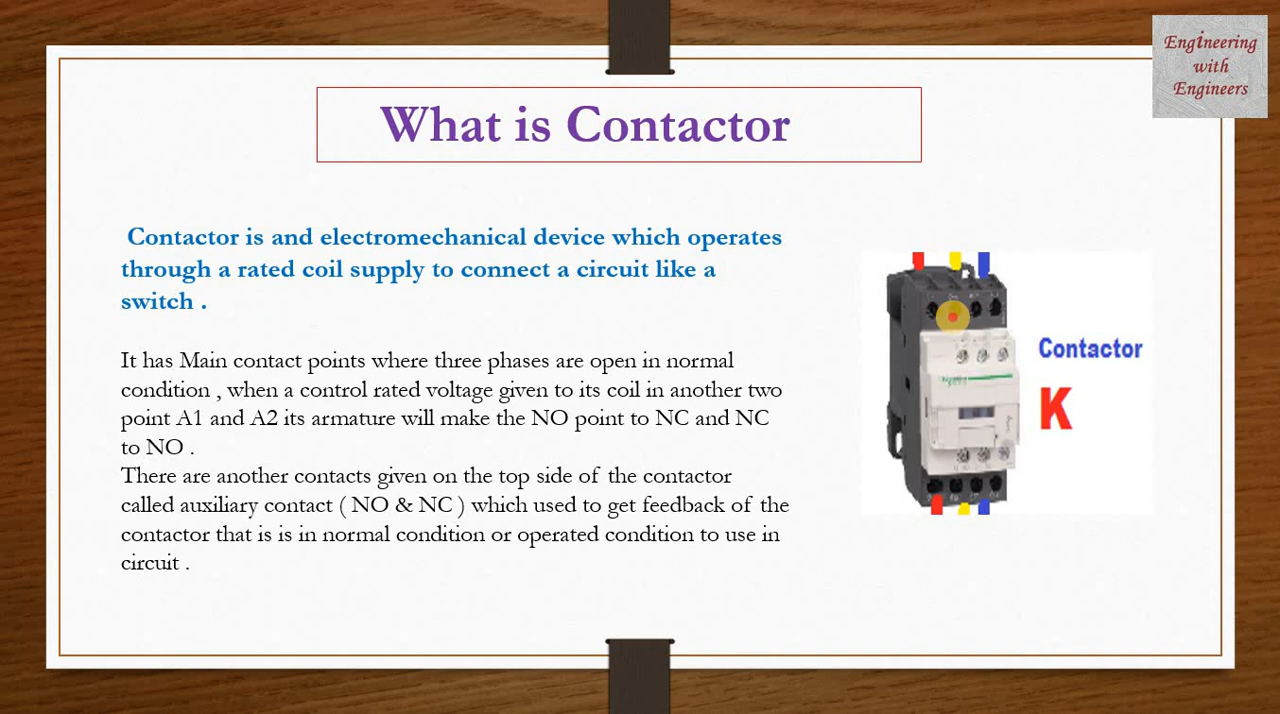 Engineering
with
Engineers
What is Contactor
Contactor is and electromechanical device which operates
through a rated coil supply to connect a circuit like a
switch .
It has Main contact points where three phases are open in normal
condition , when a control rated voltage given to its coil in another two
point A1 and A2 its armature will make the NO point to NC and NC
to NO .
There are another contacts given on the top side of the contactor
called auxiliary contact ( NO & NC ) which used to get feedback of the
contactor that is is in normal condition or operated condition to use in
circuit .
Contactor
K